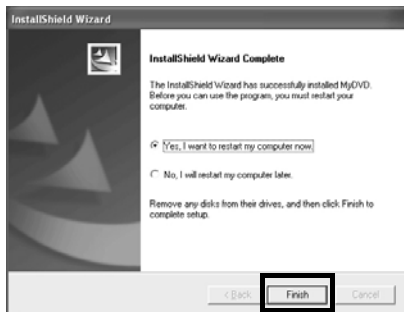 InstallShield Wizard
InstallShield Wizard Complete
The InstallShield Wizard has successfully installed MyDVD.
Before you can use the program, you must restart your
computer.
Yes, I want to restart my computer now.
No, I will restart my computer later.
Remove any disks from their drives, and then click Finish to
complete setup.
< Back Finish Cancel